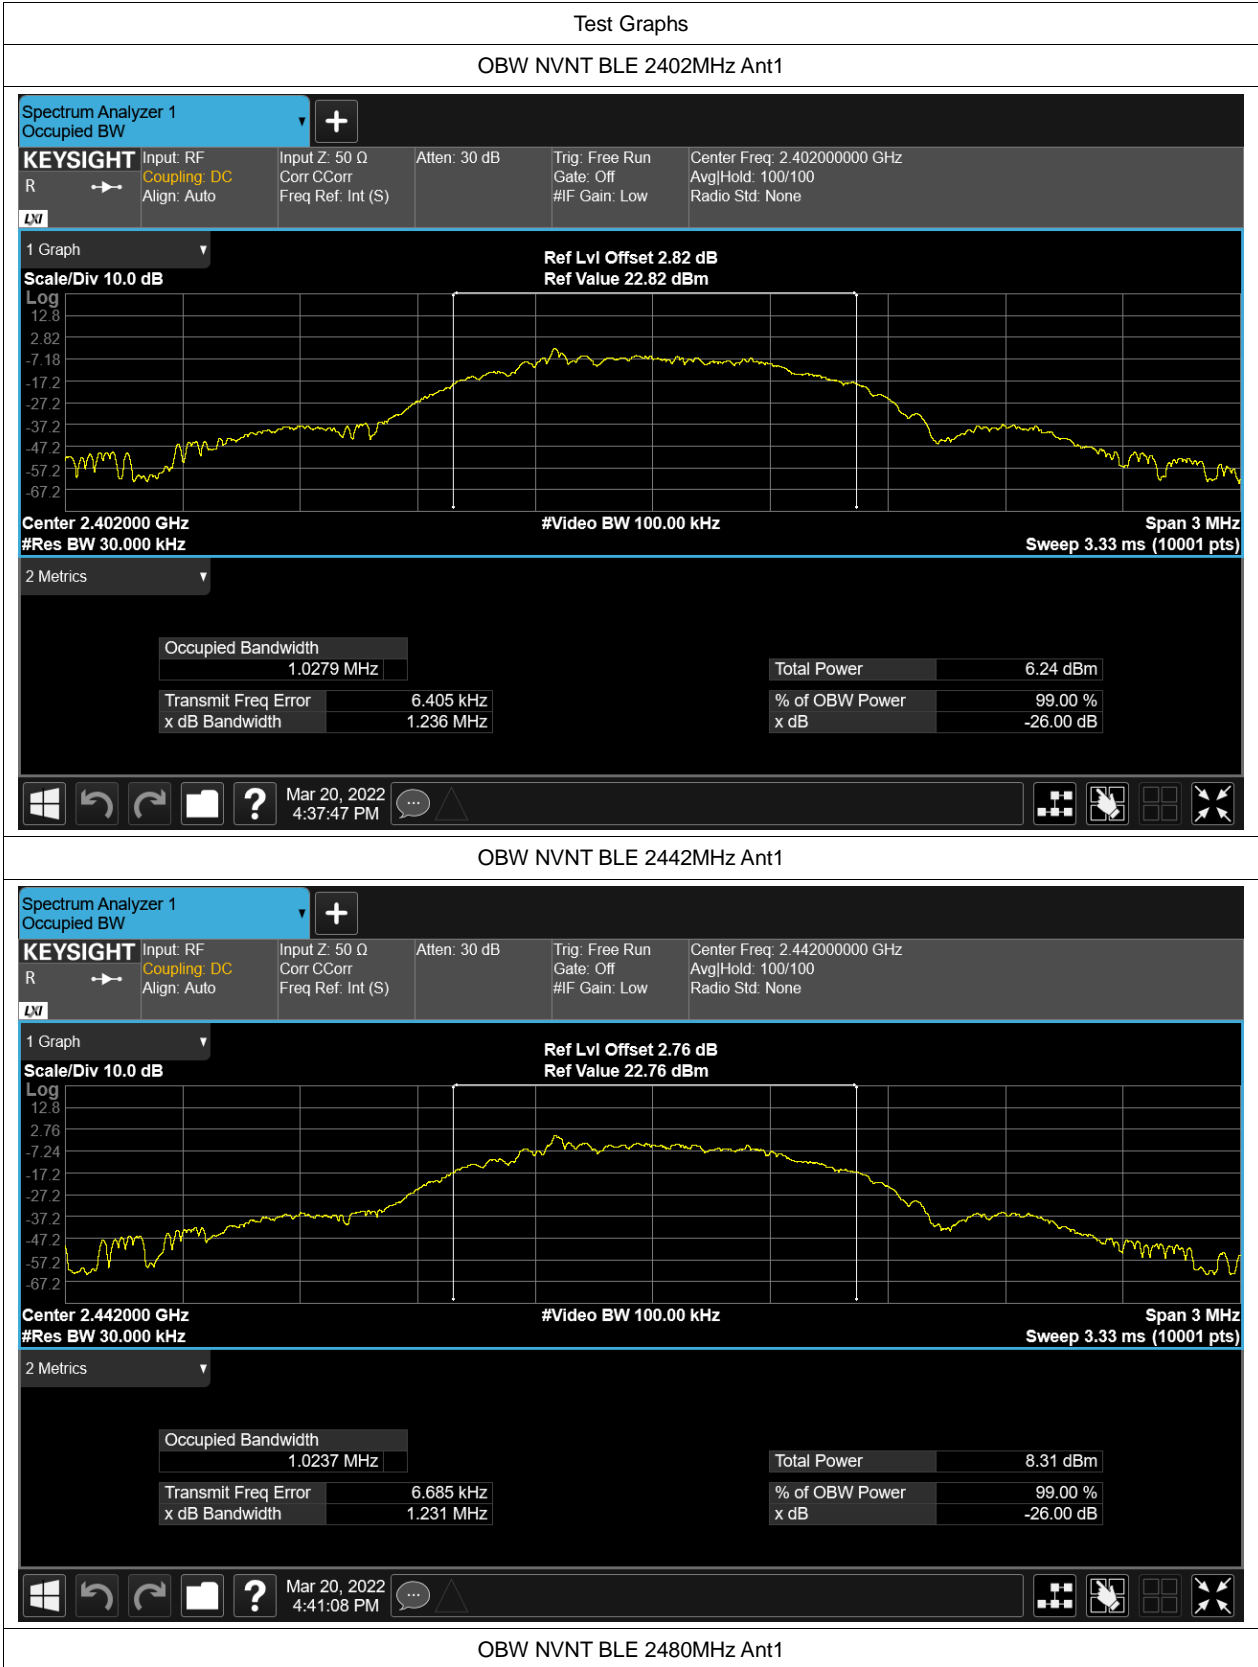 Test Graphs
OBW NVNT BLE 2402MHz Ant1
Spectrum Analyzer 1
Occupied BW
KEYSIGHT Input: RF Input Z: 50 Ω Atten: 30 dB Trig: Free Run Center Freq: 2.402000000 GHz
R Coupling: DC Corr CCorr Gate: Off Avg|Hold: 100/100
Align: Auto Freq Ref: Int (S) #IF Gain: Low Radio Std: None
LXI
1 Graph
Ref Lvl Offset 2.82 dB
Scale/Div 10.0 dB Ref Value 22.82 dBm
Log
12.8
2.82
-7.18
-17.2
-27.2
-37.2
-47.2
-57.2
-67.2
Center 2.402000 GHz #Video BW 100.00 kHz Span 3 MHz
#Res BW 30.000 kHz Sweep 3.33 ms (10001 pts)
2 Metrics
Occupied Bandwidth
1.0279 MHz Total Power 6.24 dBm
Transmit Freq Error 6.405 kHz % of OBW Power 99.00 %
x dB Bandwidth 1.236 MHz x dB -26.00 dB
Mar 20, 2022
4:37:47 PM
OBW NVNT BLE 2442MHz Ant1
Spectrum Analyzer 1
Occupied BW
KEYSIGHT Input: RF Input Z: 50 Ω Atten: 30 dB Trig: Free Run Center Freq: 2.442000000 GHz
R Coupling: DC Corr CCorr Gate: Off Avg|Hold: 100/100
Align: Auto Freq Ref: Int (S) #IF Gain: Low Radio Std: None
LXI
1 Graph
Ref Lvl Offset 2.76 dB
Scale/Div 10.0 dB Ref Value 22.76 dBm
Log
12.8
2.76
-7.24
-17.2
-27.2
-37.2
-47.2
-57.2
-67.2
Center 2.442000 GHz #Video BW 100.00 kHz Span 3 MHz
#Res BW 30.000 kHz Sweep 3.33 ms (10001 pts)
2 Metrics
Occupied Bandwidth
1.0237 MHz Total Power 8.31 dBm
Transmit Freq Error 6.685 kHz % of OBW Power 99.00 %
x dB Bandwidth 1.231 MHz x dB -26.00 dB
Mar 20, 2022
4:41:08 PM
OBW NVNT BLE 2480MHz Ant1